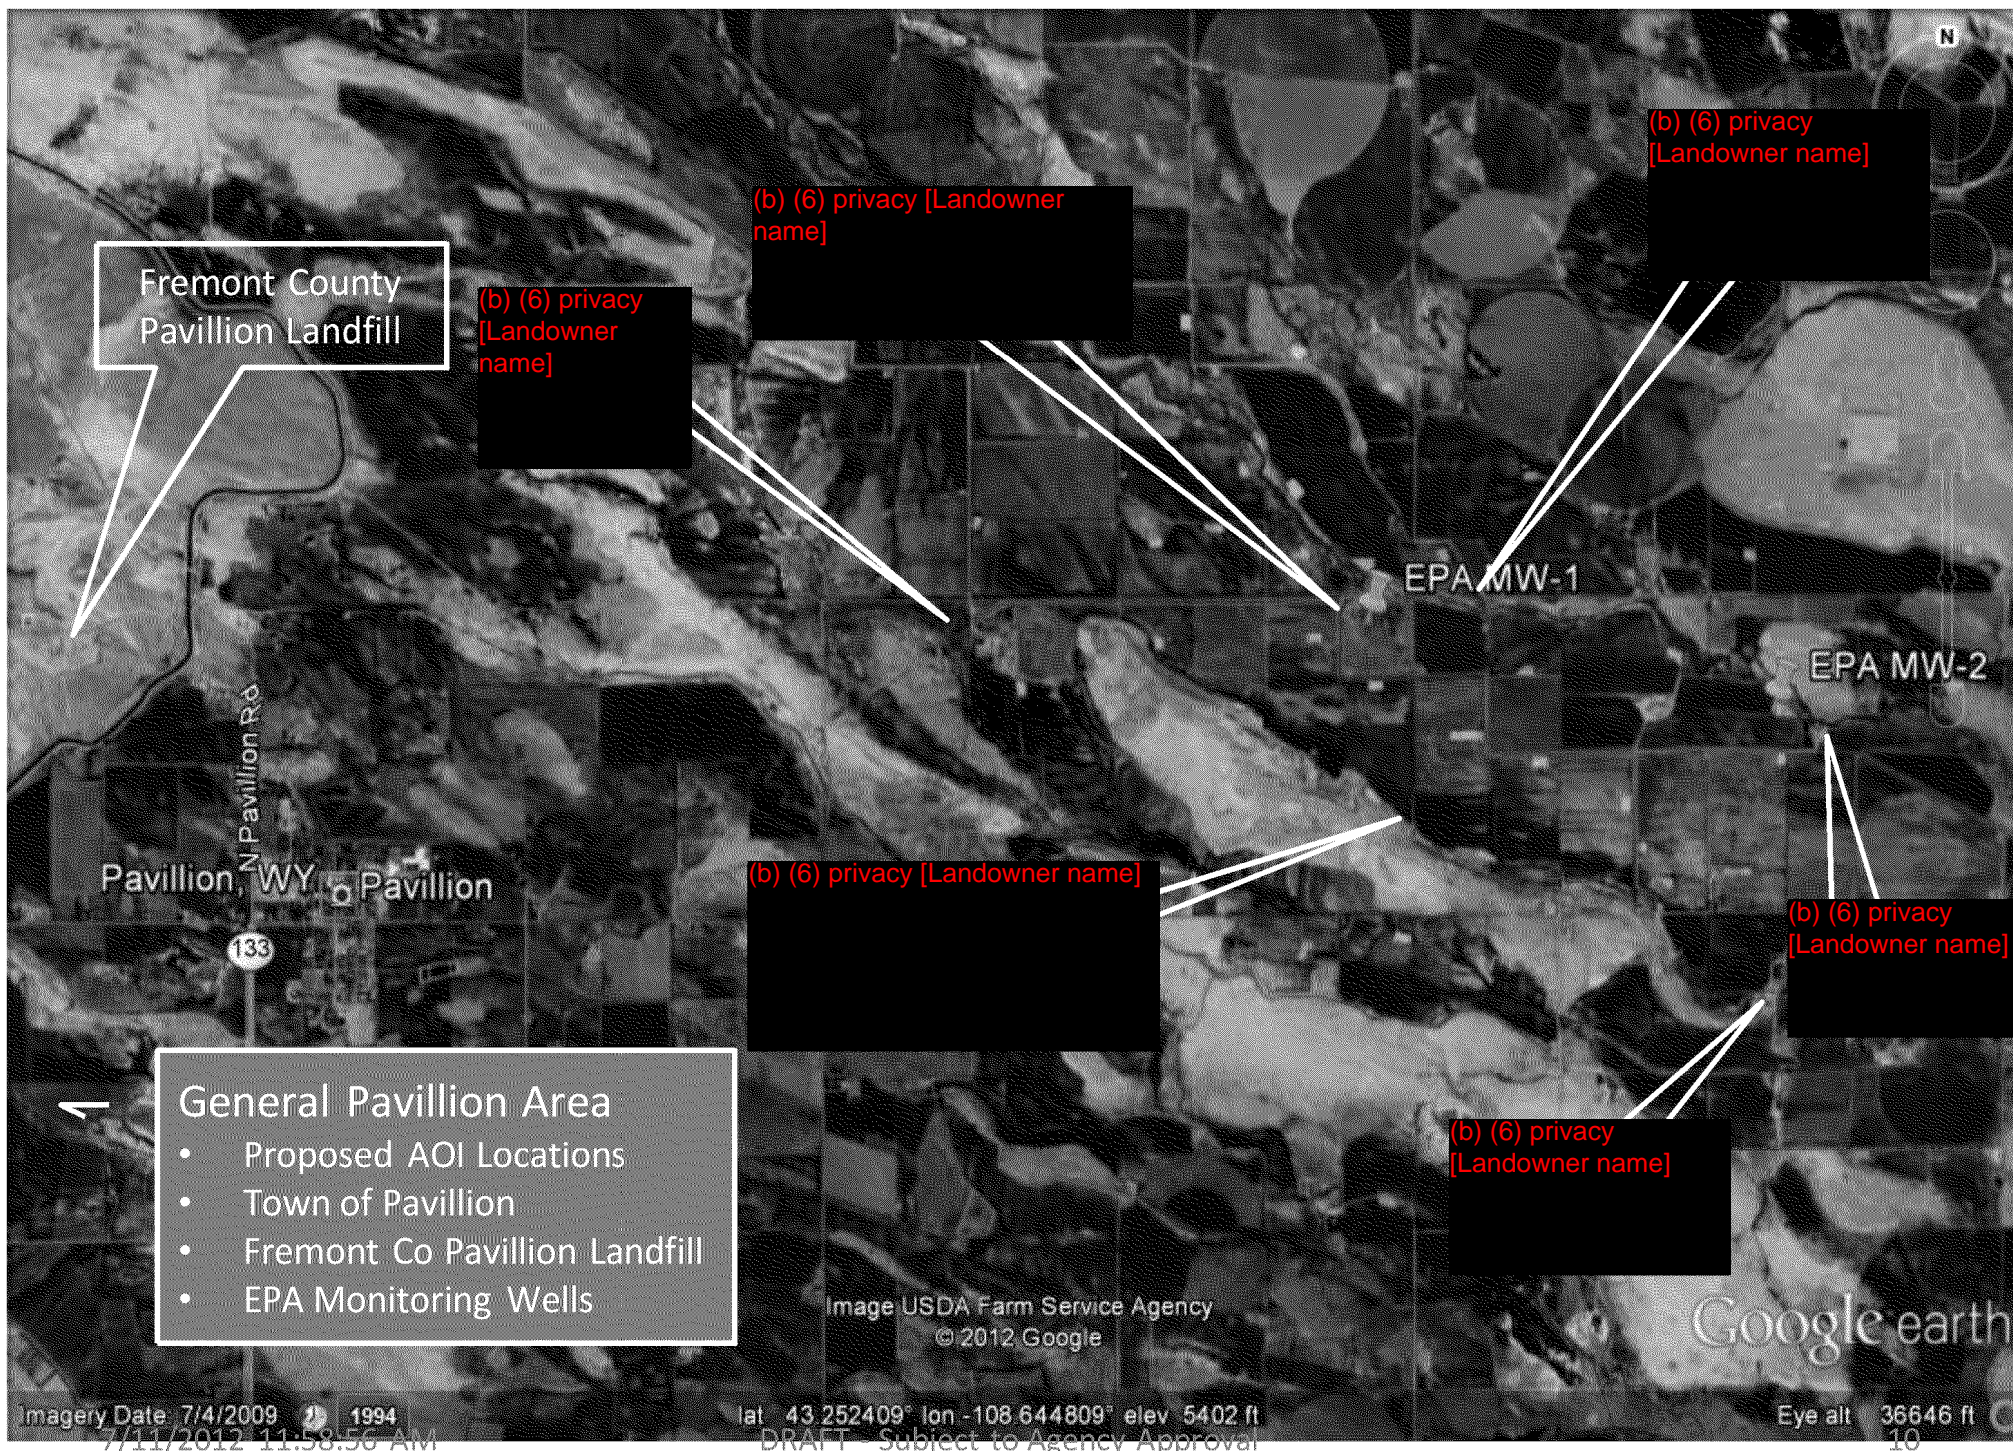 N
(b) (6) privacy
[Landowner name]
(b) (6) privacy [Landowner
name]
Fremont County
Pavillion Landfill
(b) (6) privacy
[Landowner
name]
EPA MW-1
EPA MW-2
N Pavillion Rd
Pavillion, WY
Pavillion
(b) (6) privacy [Landowner name]
(b) (6) privacy
[Landowner name]
133
General Pavillion Area
• Proposed AOI Locations
• Town of Pavillion
• Fremont Co Pavillion Landfill
• EPA Monitoring Wells
(b) (6) privacy
[Landowner name]
Image USDA Farm Service Agency
© 2012 Google
Google earth
Imagery Date: 7/4/2009 1994 lat 43.252409° lon -108.644809° elev 5402 ft Eye alt 36646 ft
7/11/2012 11:58:56 AM DRAFT - Subject to Agency Approval 10